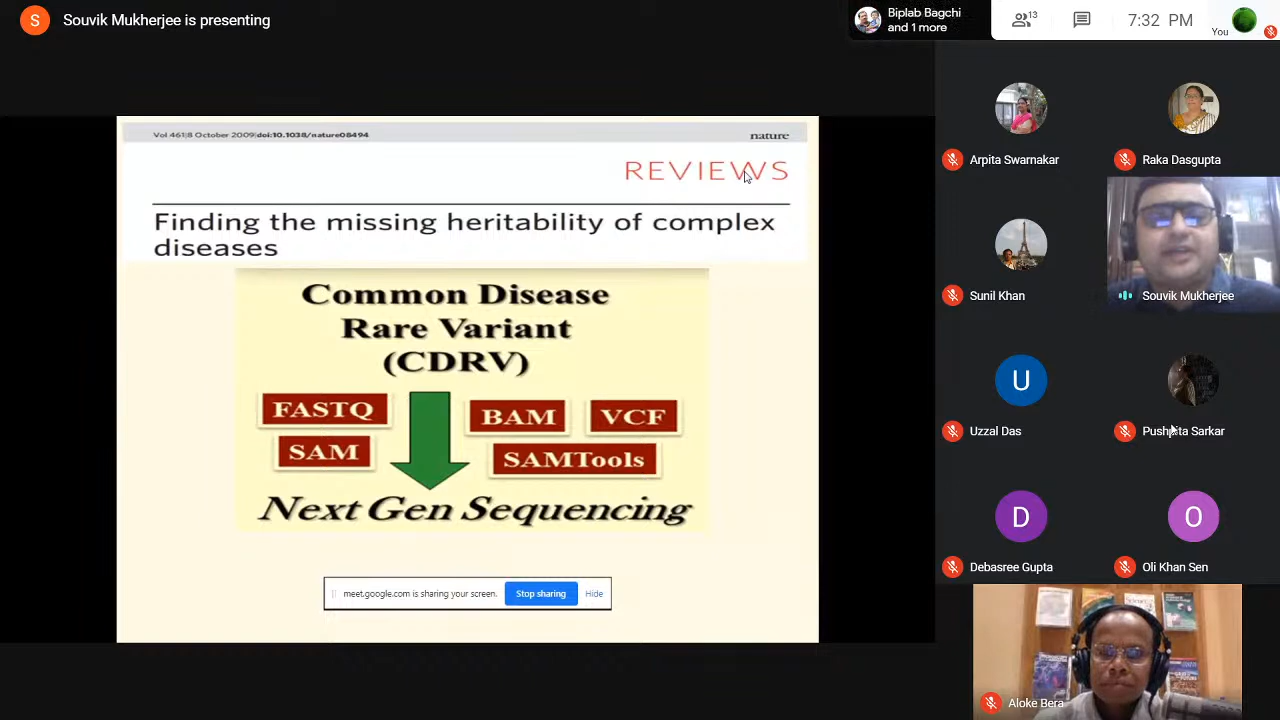 S
Souvik Mukherjee is presenting
Biplab Bagchi
and 1 more
13
7:32 PM
You
Vol 461|8 October 2009|doi:10.1038/nature08494
nature
REVIEWS
Finding the missing heritability of complex
diseases
Common Disease
Rare Variant
(CDRV)
FASTQ
BAM
VCF
SAM
SAMTools
Next Gen Sequencing
meet.google.com is sharing your screen.
Stop sharing
Hide
Arpita Swarnakar
Raka Dasgupta
Sunil Khan
Souvik Mukherjee
U
Uzzal Das
Pushpita Sarkar
D
Debasree Gupta
O
Oli Khan Sen
Aloke Bera